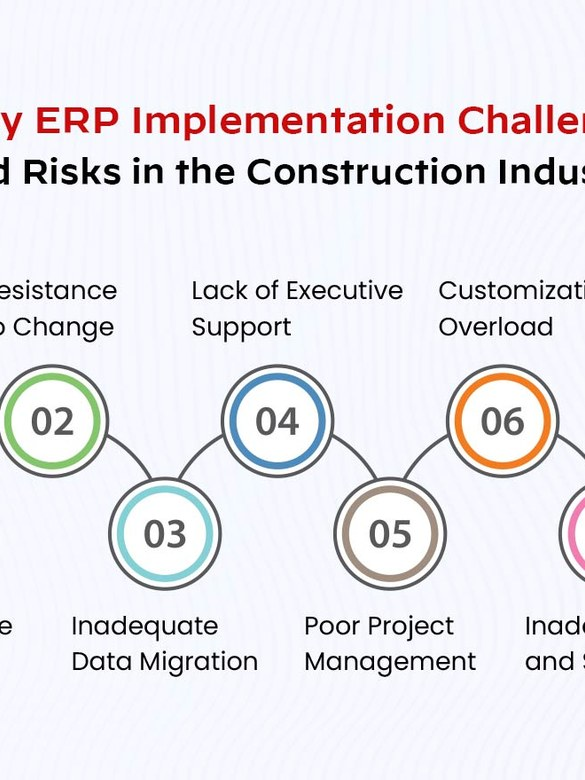 y ERP Implementation Challe
d Risks in the Construction Indus
esistance
o Change
Lack of Executive
Support
Customizati
Overload
02
04
06
03
05
e
Inadequate
Data Migration
Poor Project
Management
Inad
and S